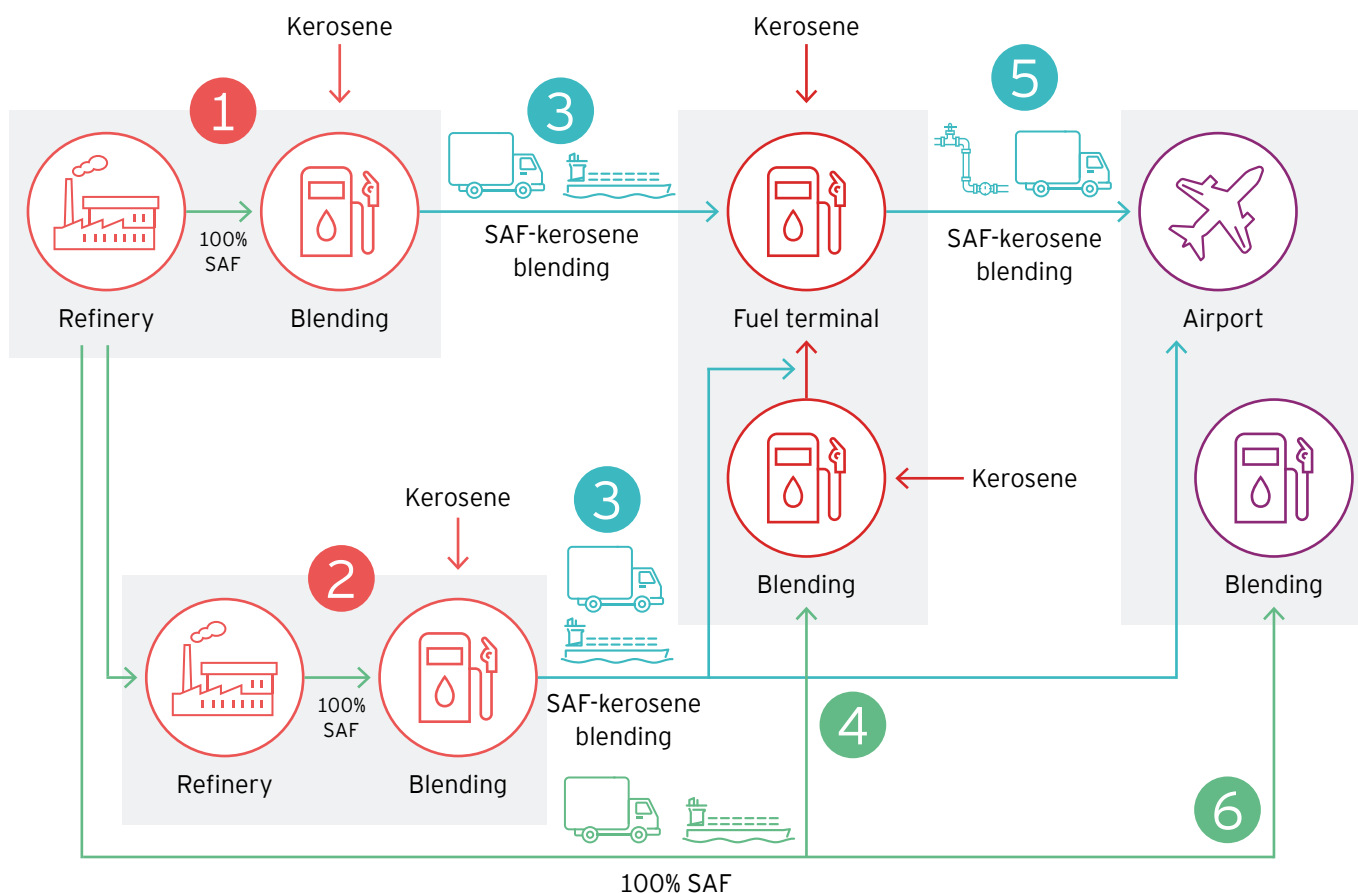 Kerosene
Kerosene
1
3
5
100%
SAF
SAF-kerosene
blending
SAF-kerosene
blending
Refinery
Blending
Fuel terminal
Airport
Kerosene
Kerosene
3
2
Blending
Blending
100%
SAF
SAF-kerosene
blending
4
Refinery
Blending
6
100% SAF